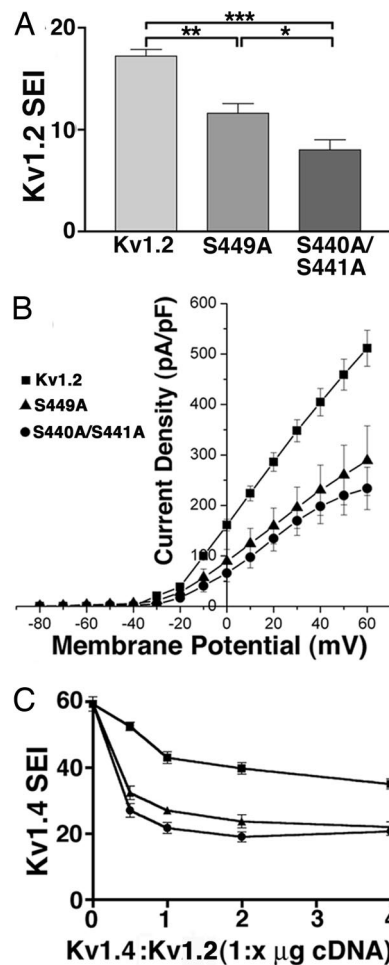 A
***
** *
Kv1.2 SEI
20
10
0
Kv1.2 S449A S440A/
S441A
B
Kv1.2
S449A
S440A/S441A
Current Density (pA/pF)
600
500
400
300
200
100
0
-80 -60 -40 -20 0 20 40 60
Membrane Potential (mV)
C
Kv1.4 SEI
60
40
20
0
0 1 2 3 4
Kv1.4:Kv1.2(1:x µg cDNA)